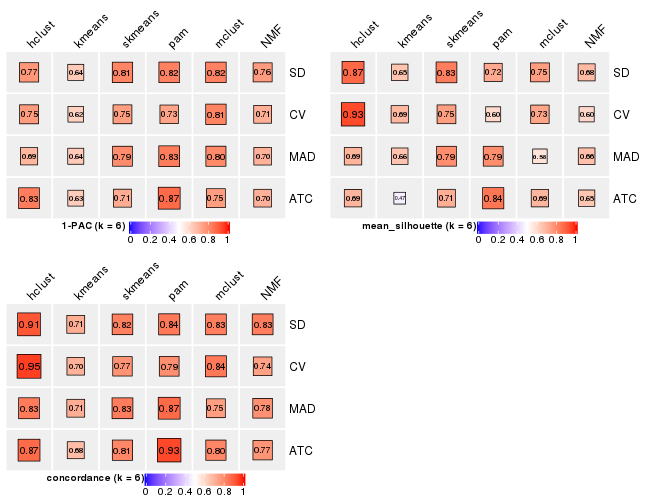 hclust kmeans skmeans pam mclust NMF
0.77 0.64 0.81 0.82 0.82 0.76 SD
0.75 0.62 0.75 0.73 0.81 0.71 CV
0.69 0.64 0.79 0.83 0.80 0.70 MAD
0.83 0.63 0.71 0.87 0.75 0.70 ATC
1-PAC (k = 6)
0 0.2 0.4 0.6 0.8 1
hclust kmeans skmeans pam mclust NMF
0.87 0.65 0.83 0.72 0.75 0.68 SD
0.93 0.69 0.75 0.60 0.73 0.60 CV
0.69 0.66 0.79 0.79 0.56 0.66 MAD
0.69 0.47 0.71 0.84 0.69 0.65 ATC
mean_silhouette (k = 6)
0 0.2 0.4 0.6 0.8 1
hclust kmeans skmeans pam mclust NMF
0.91 0.71 0.82 0.84 0.83 0.83 SD
0.95 0.70 0.77 0.79 0.84 0.74 CV
0.83 0.71 0.83 0.87 0.75 0.78 MAD
0.87 0.68 0.81 0.93 0.80 0.77 ATC
concordance (k = 6)
0 0.2 0.4 0.6 0.8 1